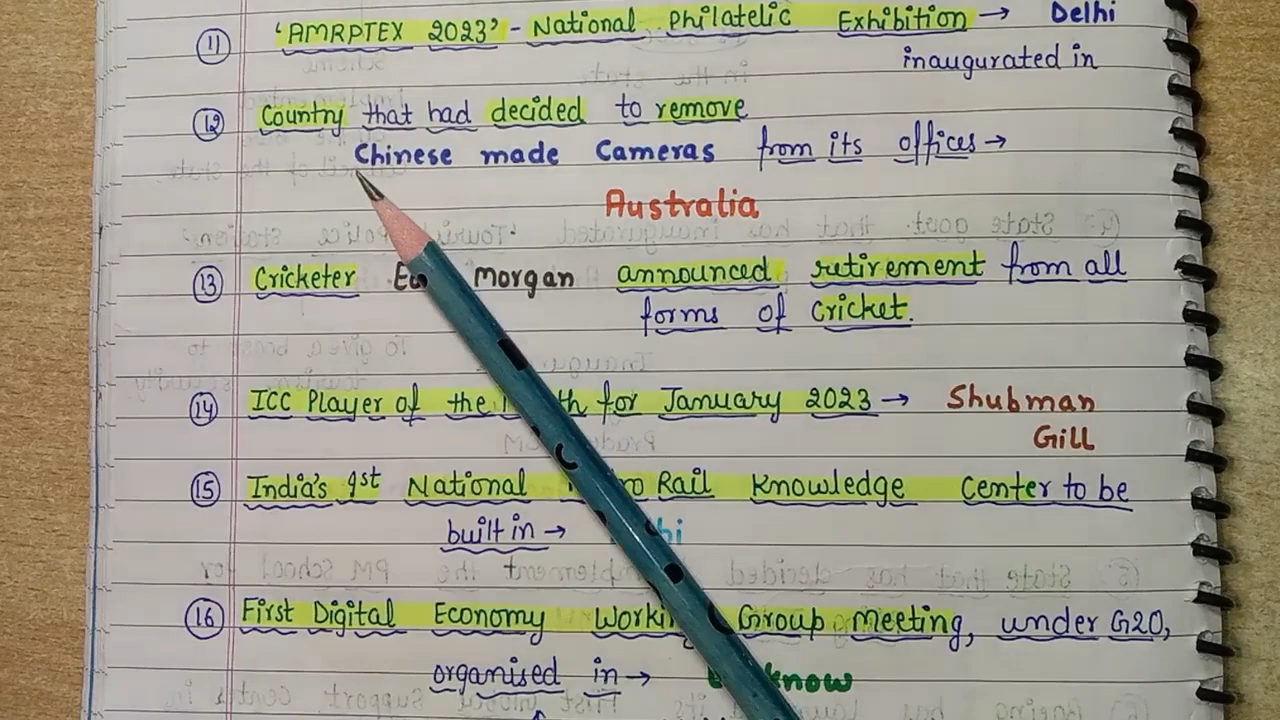 11 'AMRPTEX 2023' - National Philatelic Exhibition → Delhi
inaugurated in
12 Country that had decided to remove
Chinese made Cameras from its offices →
Australia
13 Cricketer Morgan announced retirement from all
forms of Cricket.
14 ICC Player of the for January 2023 → Shubman
Gill
15 India's 1st National Rail Knowledge Center to be
built in →
16 First Digital Economy Working Group Meeting, under G20,
organised in →